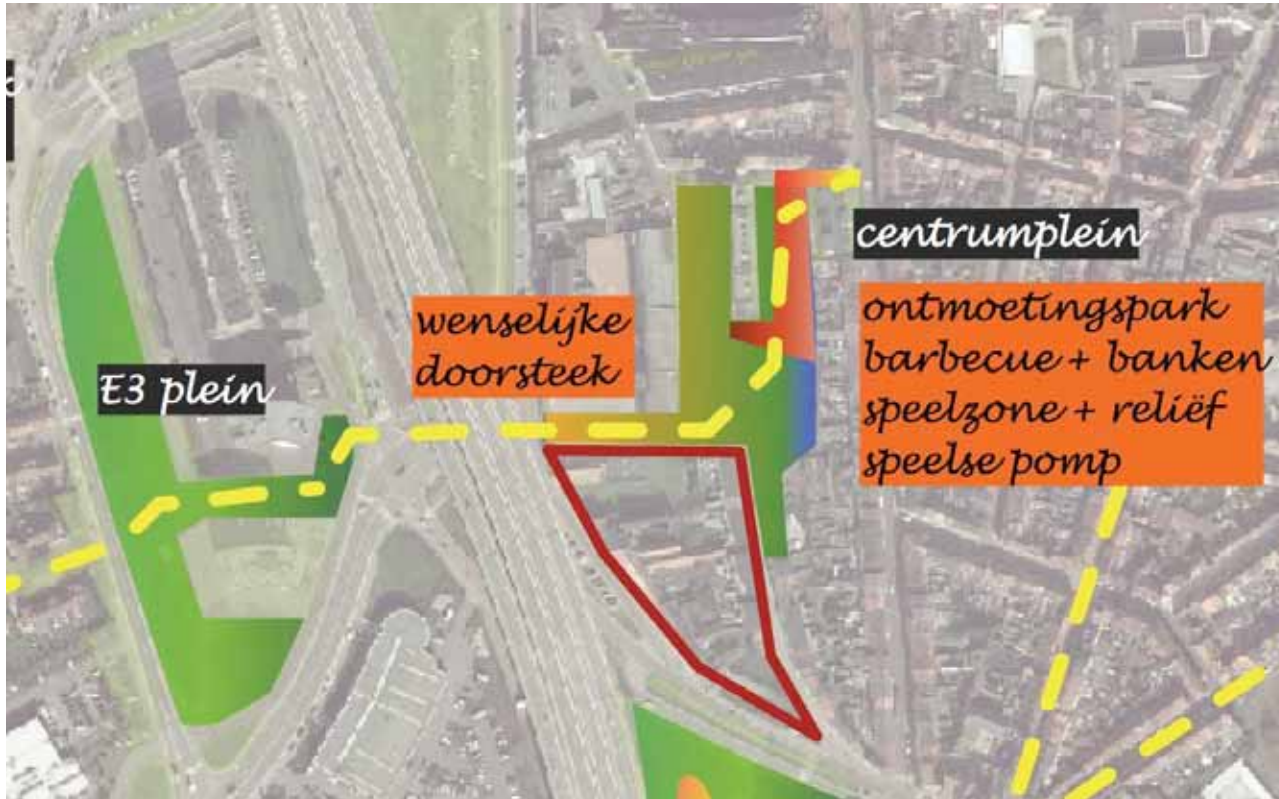 centrumplein
wenselijke
doorsteek
ontmoetingspark
barbecue + banken
speelzone + reliëf
speelse pomp
E3 plein